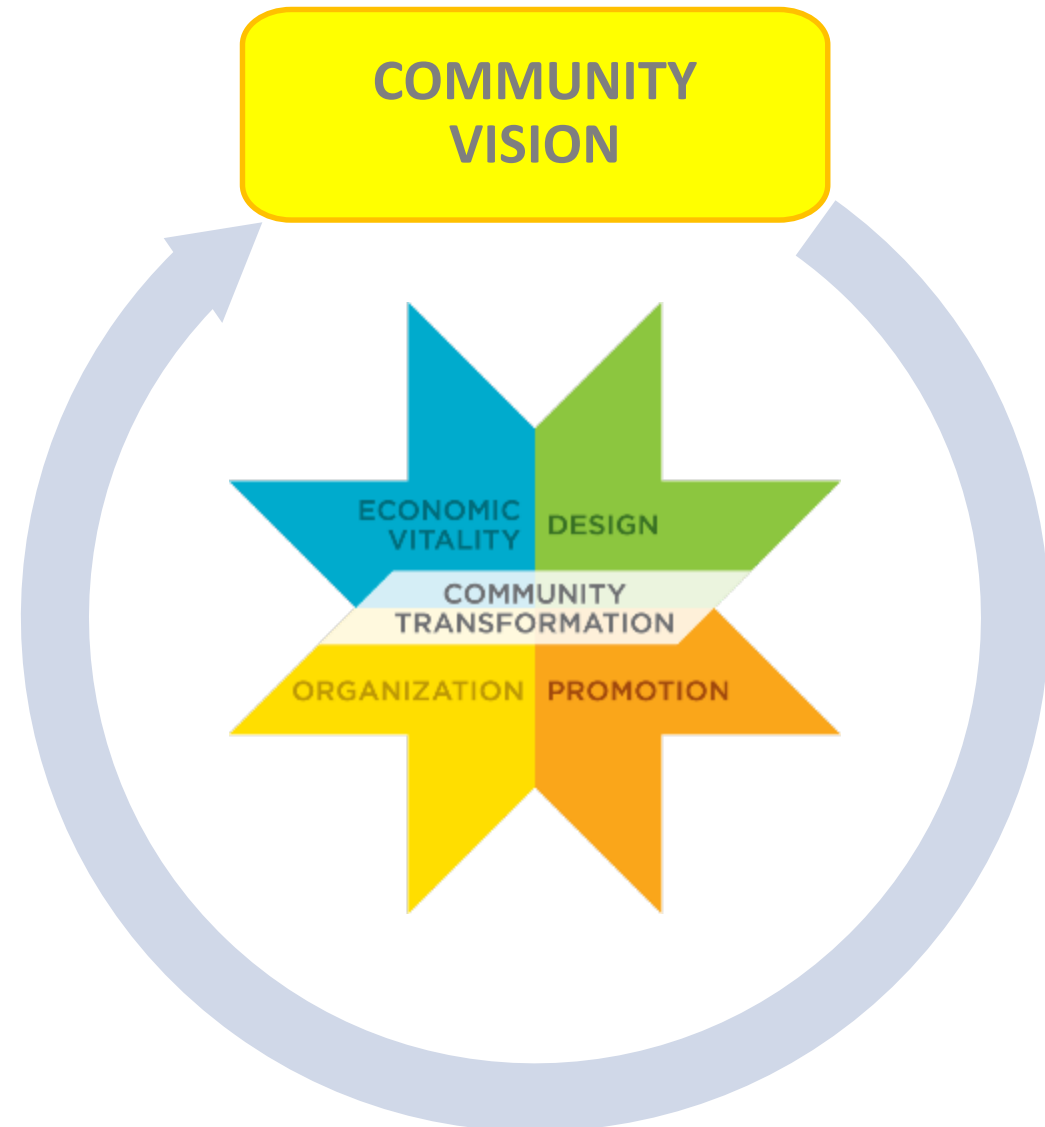 COMMUNITY
VISION
ECONOMIC
VITALITY
DESIGN
COMMUNITY
TRANSFORMATION
ORGANIZATION
PROMOTION